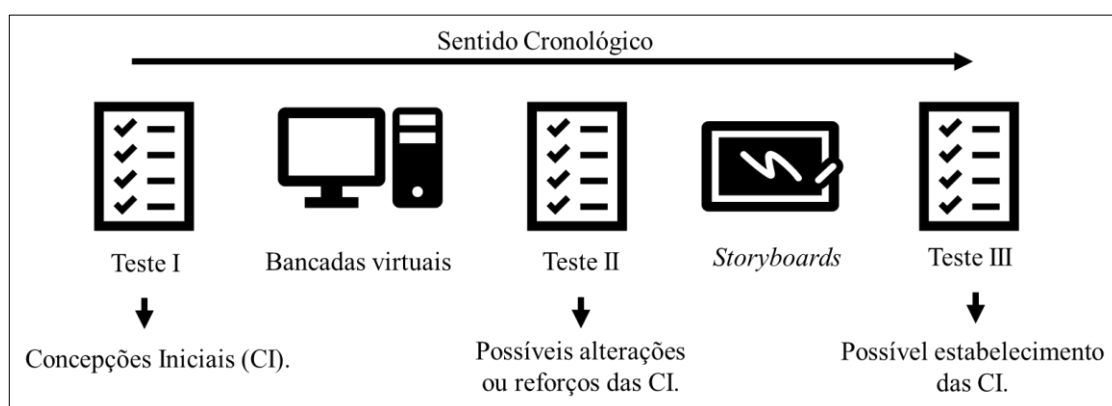 Sentido Cronológico
Teste I
Bancadas virtuais
Teste II
Storyboards
Teste III
Concepções Iniciais (CI).
Possíveis alterações
ou reforços das CI.
Possível estabelecimento
das CI.